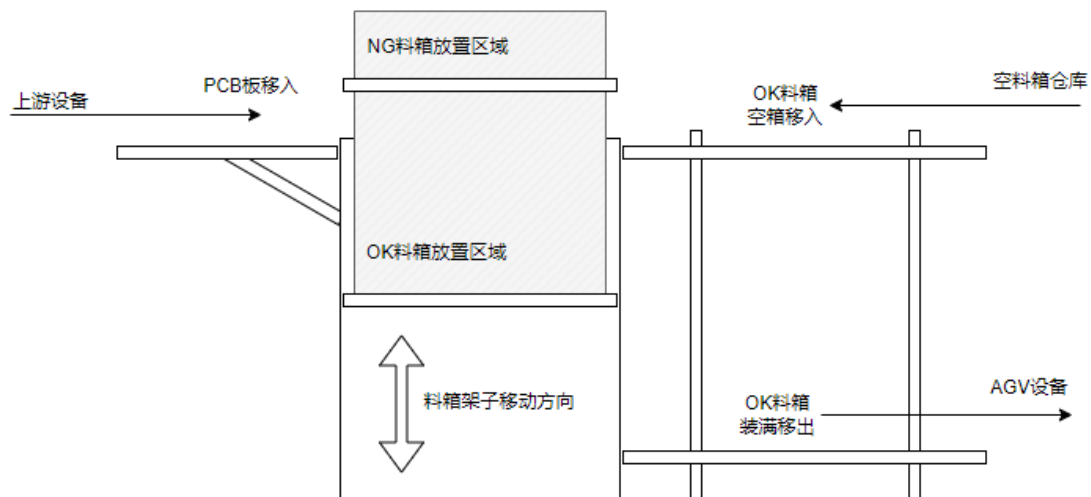 NG料箱放置区域
PCB板移入
上游设备
OK料箱
空箱移入
空料箱仓库
OK料箱放置区域
料箱架子移动方向
OK料箱
装满移出
AGV设备